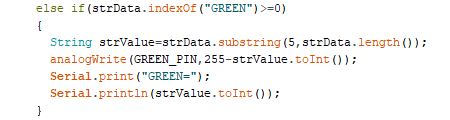 else if(strData.indexOf("GREEN")>=0)
{
String strValue=strData.substring(5,strData.length());
analogWrite(GREEN_PIN,255-strValue.toInt());
Serial.print("GREEN=");
Serial.println(strValue.toInt());
}